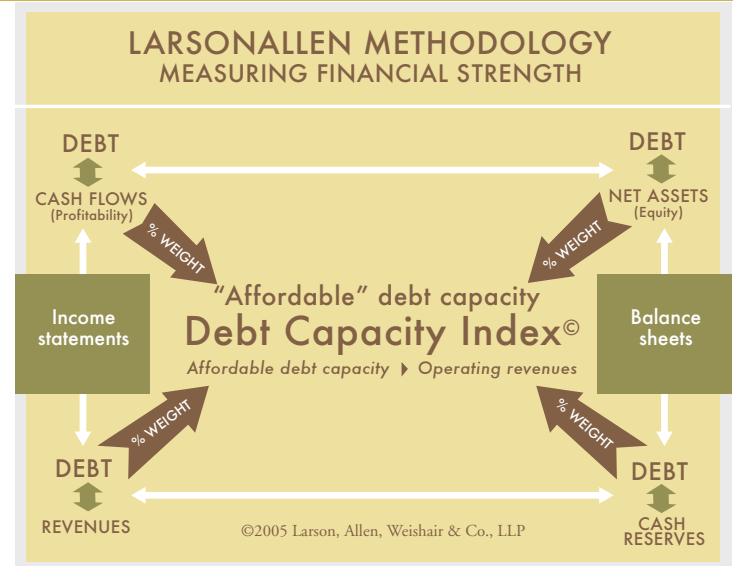 LARSONALLEN METHODOLOGY
MEASURING FINANCIAL STRENGTH
DEBT
CASH FLOWS
(Profitability)
DEBT
NET ASSETS
(Equity)
% WEIGHT
% WEIGHT
Income
statements
"Affordable" debt capacity
Debt Capacity Index©
Affordable debt capacity ▶ Operating revenues
Balance
sheets
% WEIGHT
% WEIGHT
DEBT
REVENUES
DEBT
CASH
RESERVES
©2005 Larson, Allen, Weishair & Co., LLP